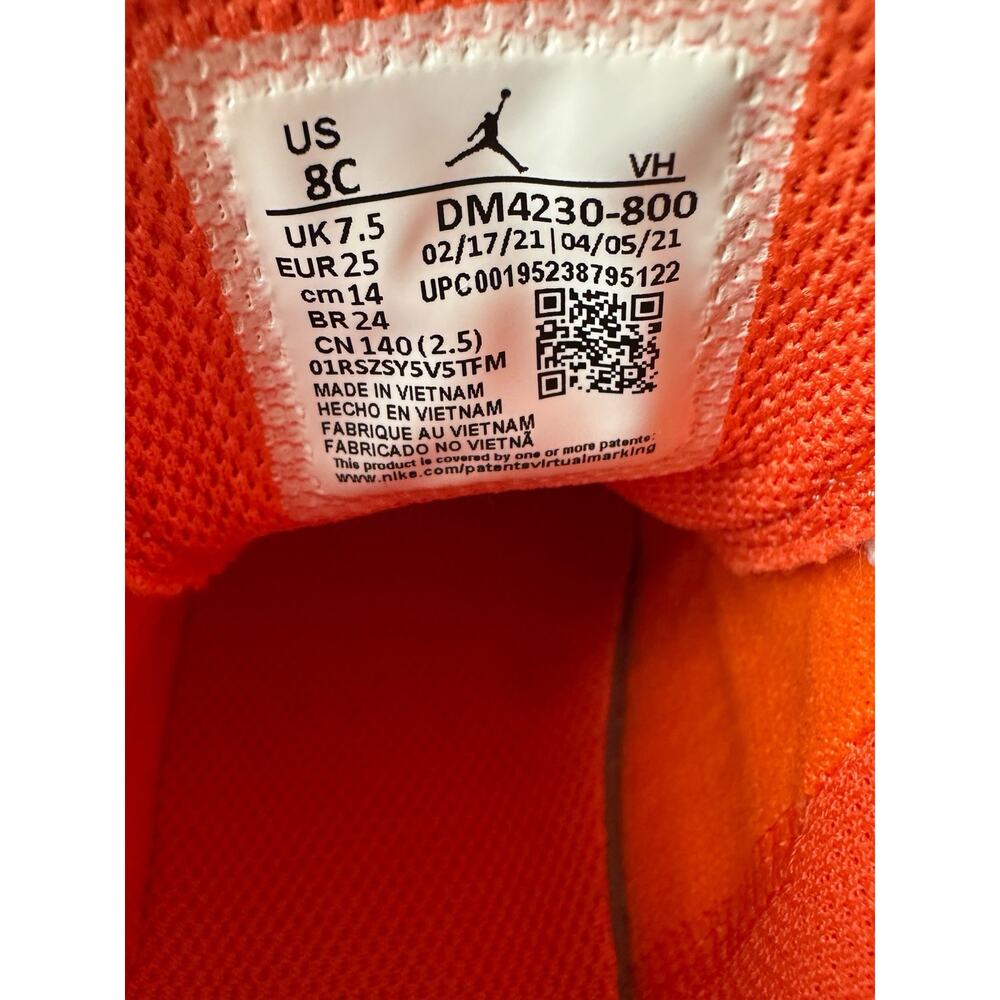 US
8C
VH
UK 7.5
DM4230-800
EUR 25
02/17/21|04/05/21
cm 14
UPC00195238795122
BR 24
CN 140 (2.5)
01RSZSY5V5TFM
MADE IN VIETNAM
HECHO EN VIETNAM
FABRIQUE AU VIETNAM
FABRICADO NO VIETNÃ
This product is covered by one or more patents:
www.nike.com/patentsvirtualmarking